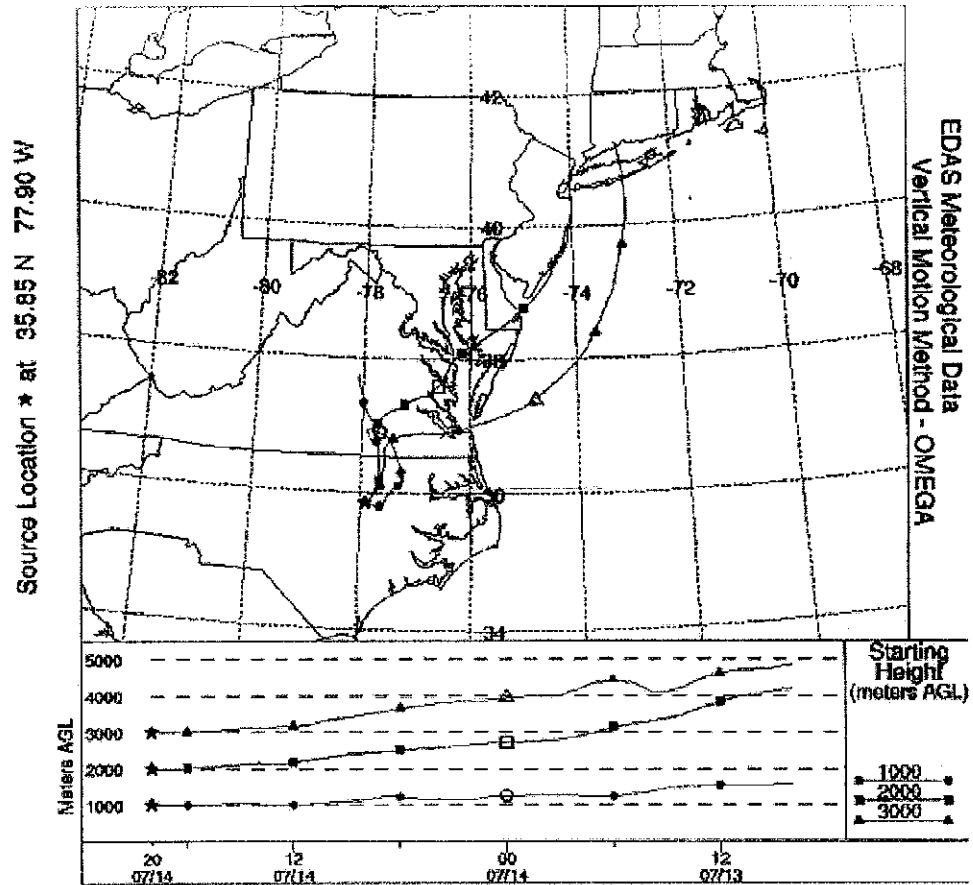 Source Location ★ at 35.85 N 77.90 W
EDAS Meteorological Data
Vertical Motion Method - OMEGA
42
40
-82
-80
-78
-76
-74
-72
-70
-68
34
Meters AGL
5000
4000
3000
2000
1000
Starting
Height
(meters AGL)
1000
2000
3000
20 12 00 12
07/14 07/14 07/14 07/13